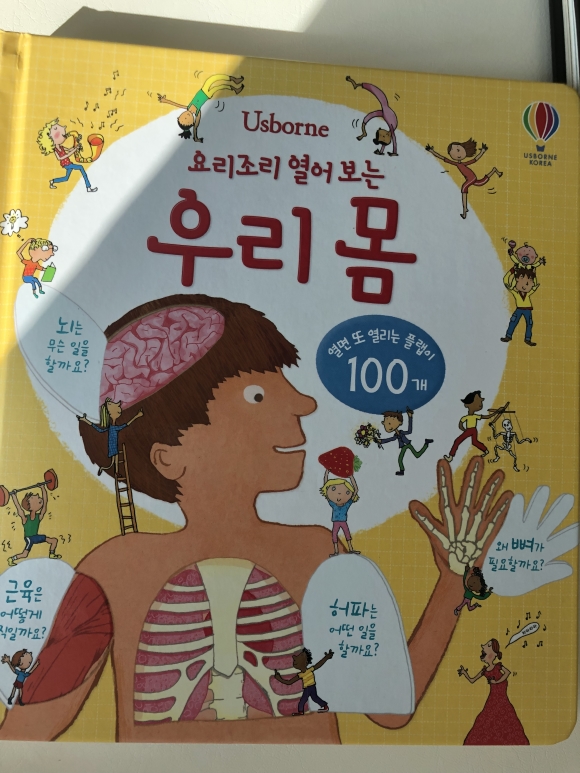 Usborne
USBORNE
KOREA
요리조리 열어 보는
우리 몸
뇌는
무슨 일을
할까요?
열면 또 열리는 플랩이
100개
왜 뼈가
필요할까요?
근육은
어떻게
허파는
어떤 일을
할까요?